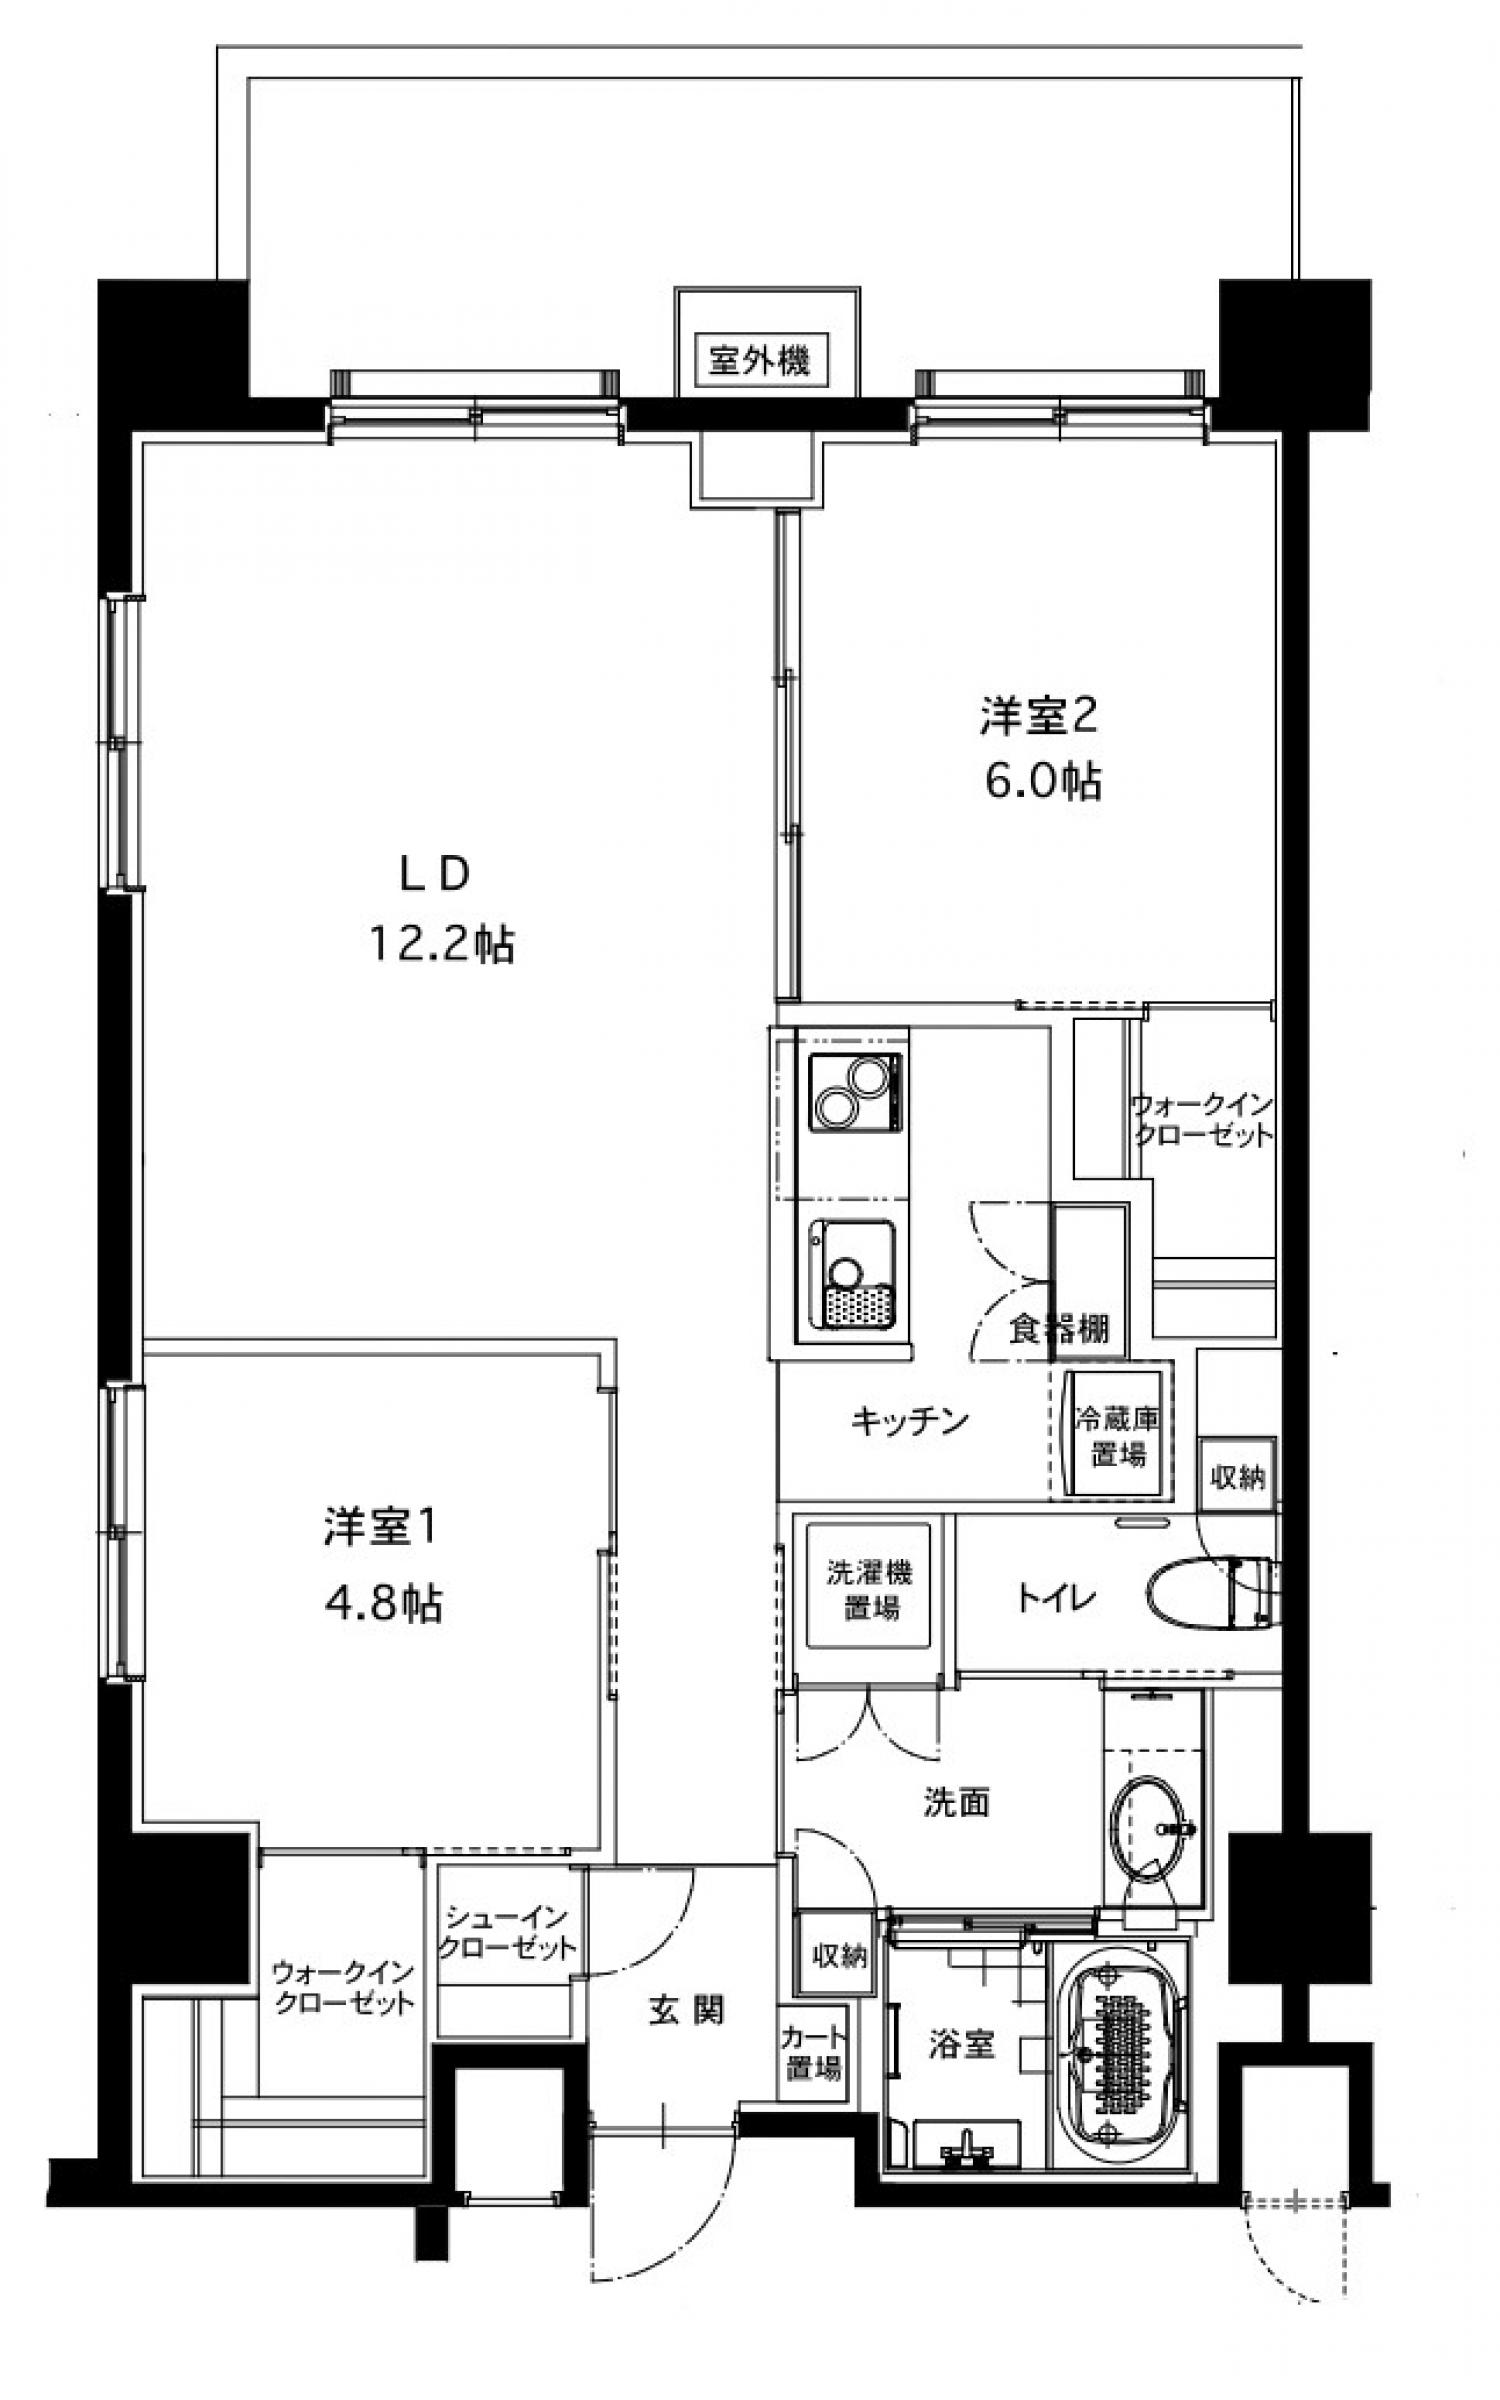 室外機
洋室2
6.0帖
LD
12.2帖
ウォークイン
クローゼット
食器棚
キッチン
冷蔵庫
置場
収納
洋室1
4.8帖
洗濯機
置場
トイレ
洗面
シューイン
クローゼット
ウォークイン
クローゼット
収納
玄関
カート
置場
浴室